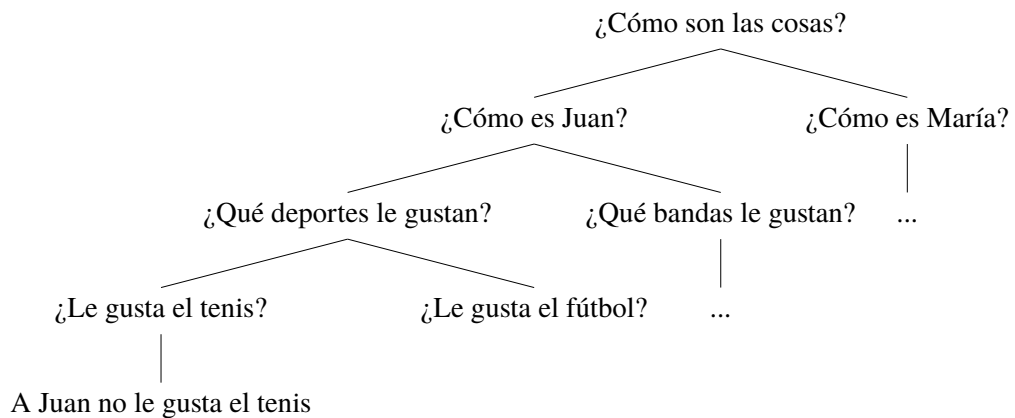 ¿Cómo son las cosas?
¿Cómo es Juan?
¿Cómo es María?
¿Qué deportes le gustan?
¿Qué bandas le gustan?
...
¿Le gusta el tenis?
¿Le gusta el fútbol?
...
A Juan no le gusta el tenis